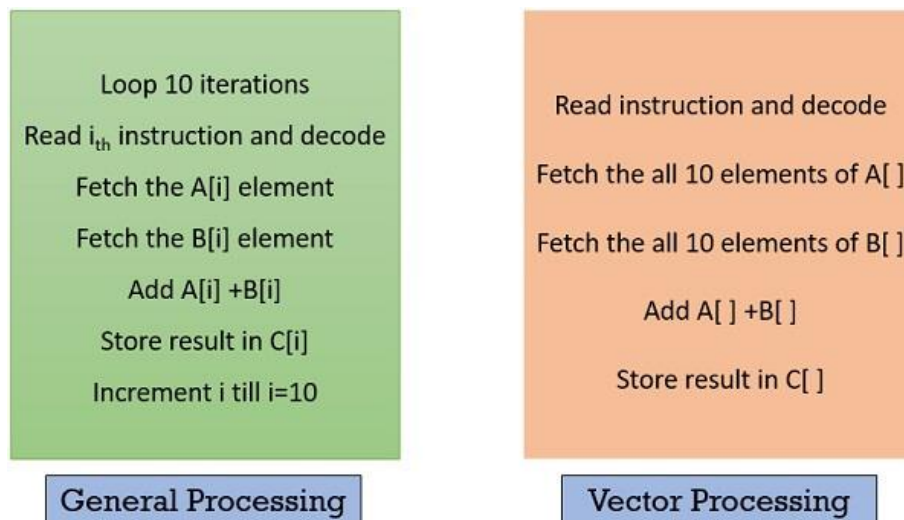 Loop 10 iterations
Read ith instruction and decode
Fetch the A[i] element
Fetch the B[i] element
Add A[i] +B[i]
Store result in C[i]
Increment i till i=10
General Processing
Read instruction and decode
Fetch the all 10 elements of A[ ]
Fetch the all 10 elements of B[ ]
Add A[ ] +B[ ]
Store result in C[ ]
Vector Processing